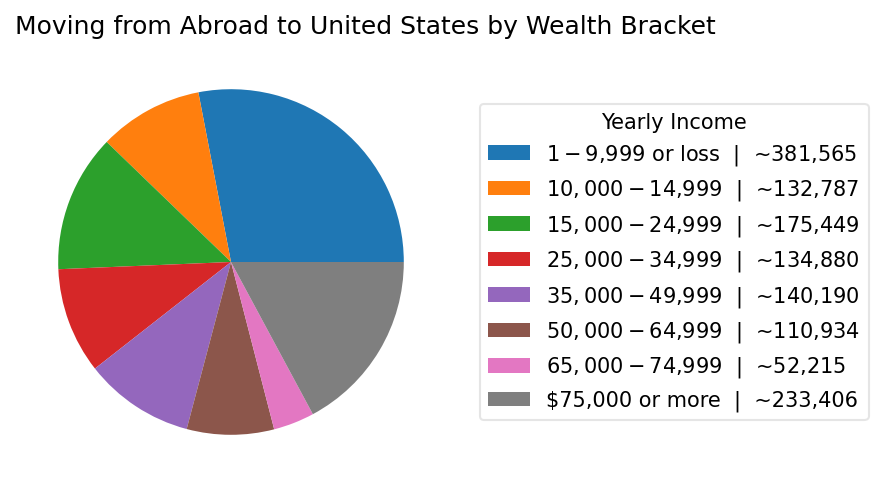 Moving from Abroad to United States by Wealth Bracket
Yearly Income
1 − 9,999 or loss | ~381,565
10, 000 − 14,999 | ~132,787
15, 000 − 24,999 | ~175,449
25, 000 − 34,999 | ~134,880
35, 000 − 49,999 | ~140,190
50, 000 − 64,999 | ~110,934
65, 000 − 74,999 | ~52,215
$75,000 or more | ~233,406